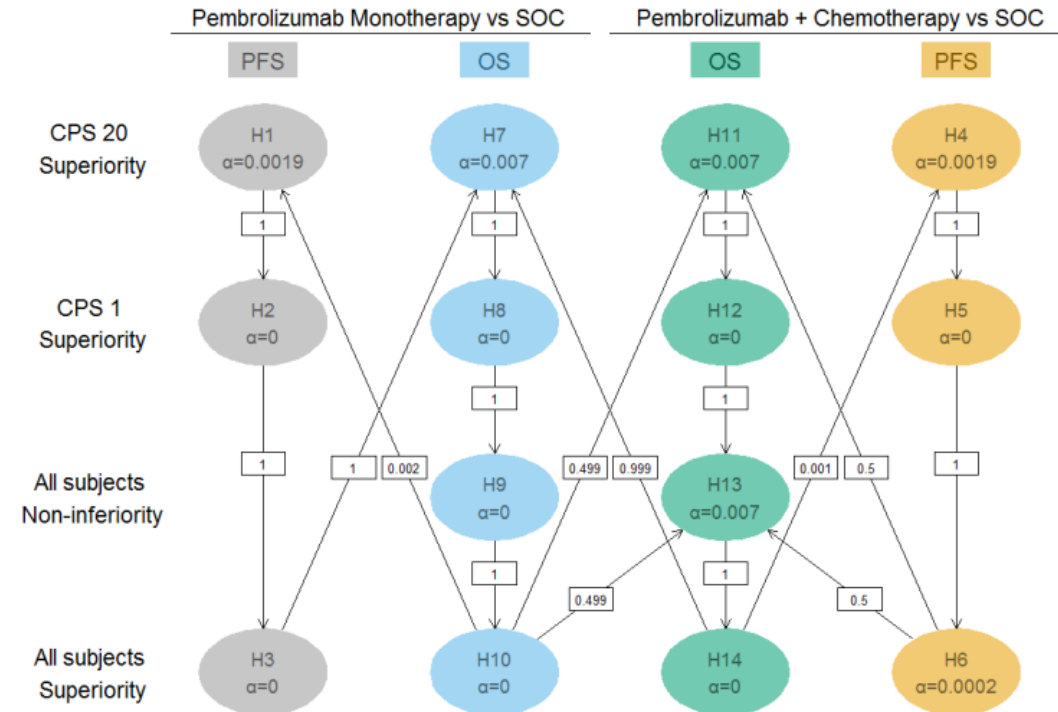 Pembrolizumab Monotherapy vs SOC
Pembrolizumab + Chemotherapy vs SOC
PFS
OS
OS
PFS
CPS 20
Superiority
H1
α=0.0019
H7
α=0.007
H11
α=0.007
H4
α=0.0019
1
1
1
1
CPS 1
Superiority
H2
α=0
H8
α=0
H12
α=0
H5
α=0
1
1
1
1
0.002
0.499
0.999
0.001
0.5
1
All subjects
Non-inferiority
H9
α=0
H13
α=0.007
1
1
0.499
0.5
All subjects
Superiority
H3
α=0
H10
α=0
H14
α=0
H6
α=0.0002